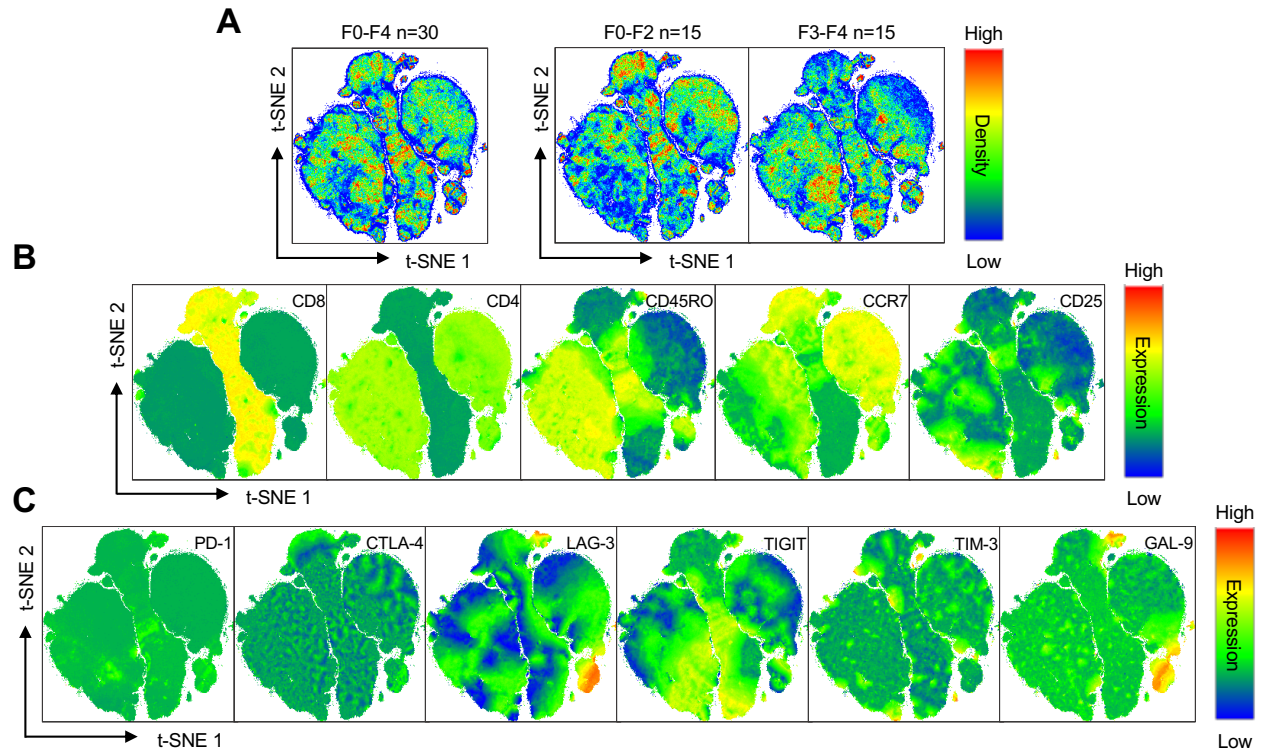 A
F0-F4 n=30
F0-F2 n=15
F3-F4 n=15
High
t-SNE 2
t-SNE 2
Density
t-SNE 1
t-SNE 1
Low
B
High
CD8
CD4
CD45RO
CCR7
CD25
t-SNE 2
Expression
t-SNE 1
Low
C
High
PD-1
CTLA-4
LAG-3
TIGIT
TIM-3
GAL-9
t-SNE 2
Expression
t-SNE 1
Low